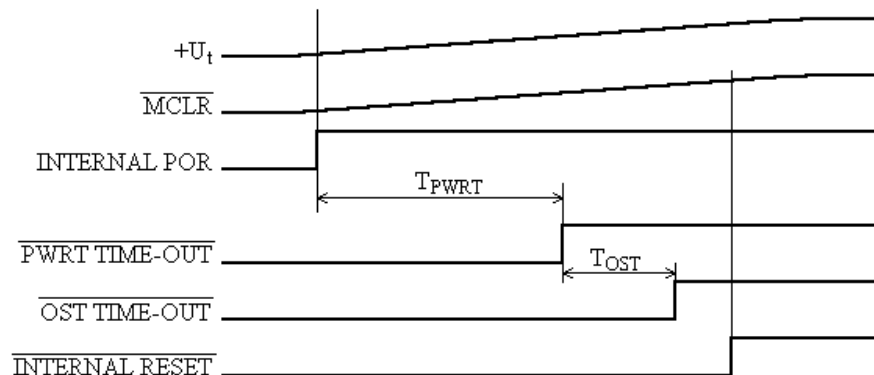 +Ut
MCLR
INTERNAL POR
TPWRT
PWRT TIME-OUT
TOST
OST TIME-OUT
INTERNAL RESET